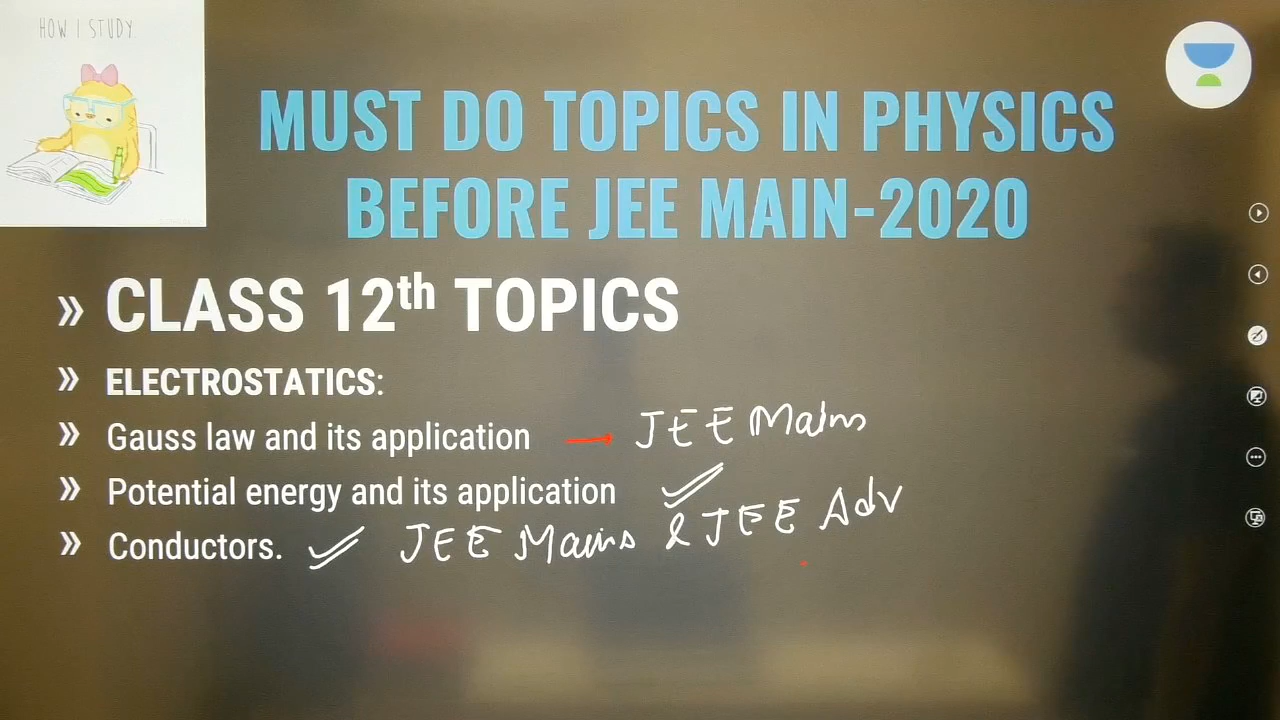 HOW I STUDY
MUST DO TOPICS IN PHYSICS
BEFORE JEE MAIN-2020
» CLASS 12th TOPICS
» ELECTROSTATICS:
» Gauss law and its application → JEE Mains
» Potential energy and its application ✓
» Conductors. ✓ JEE Mains & JEE Adv